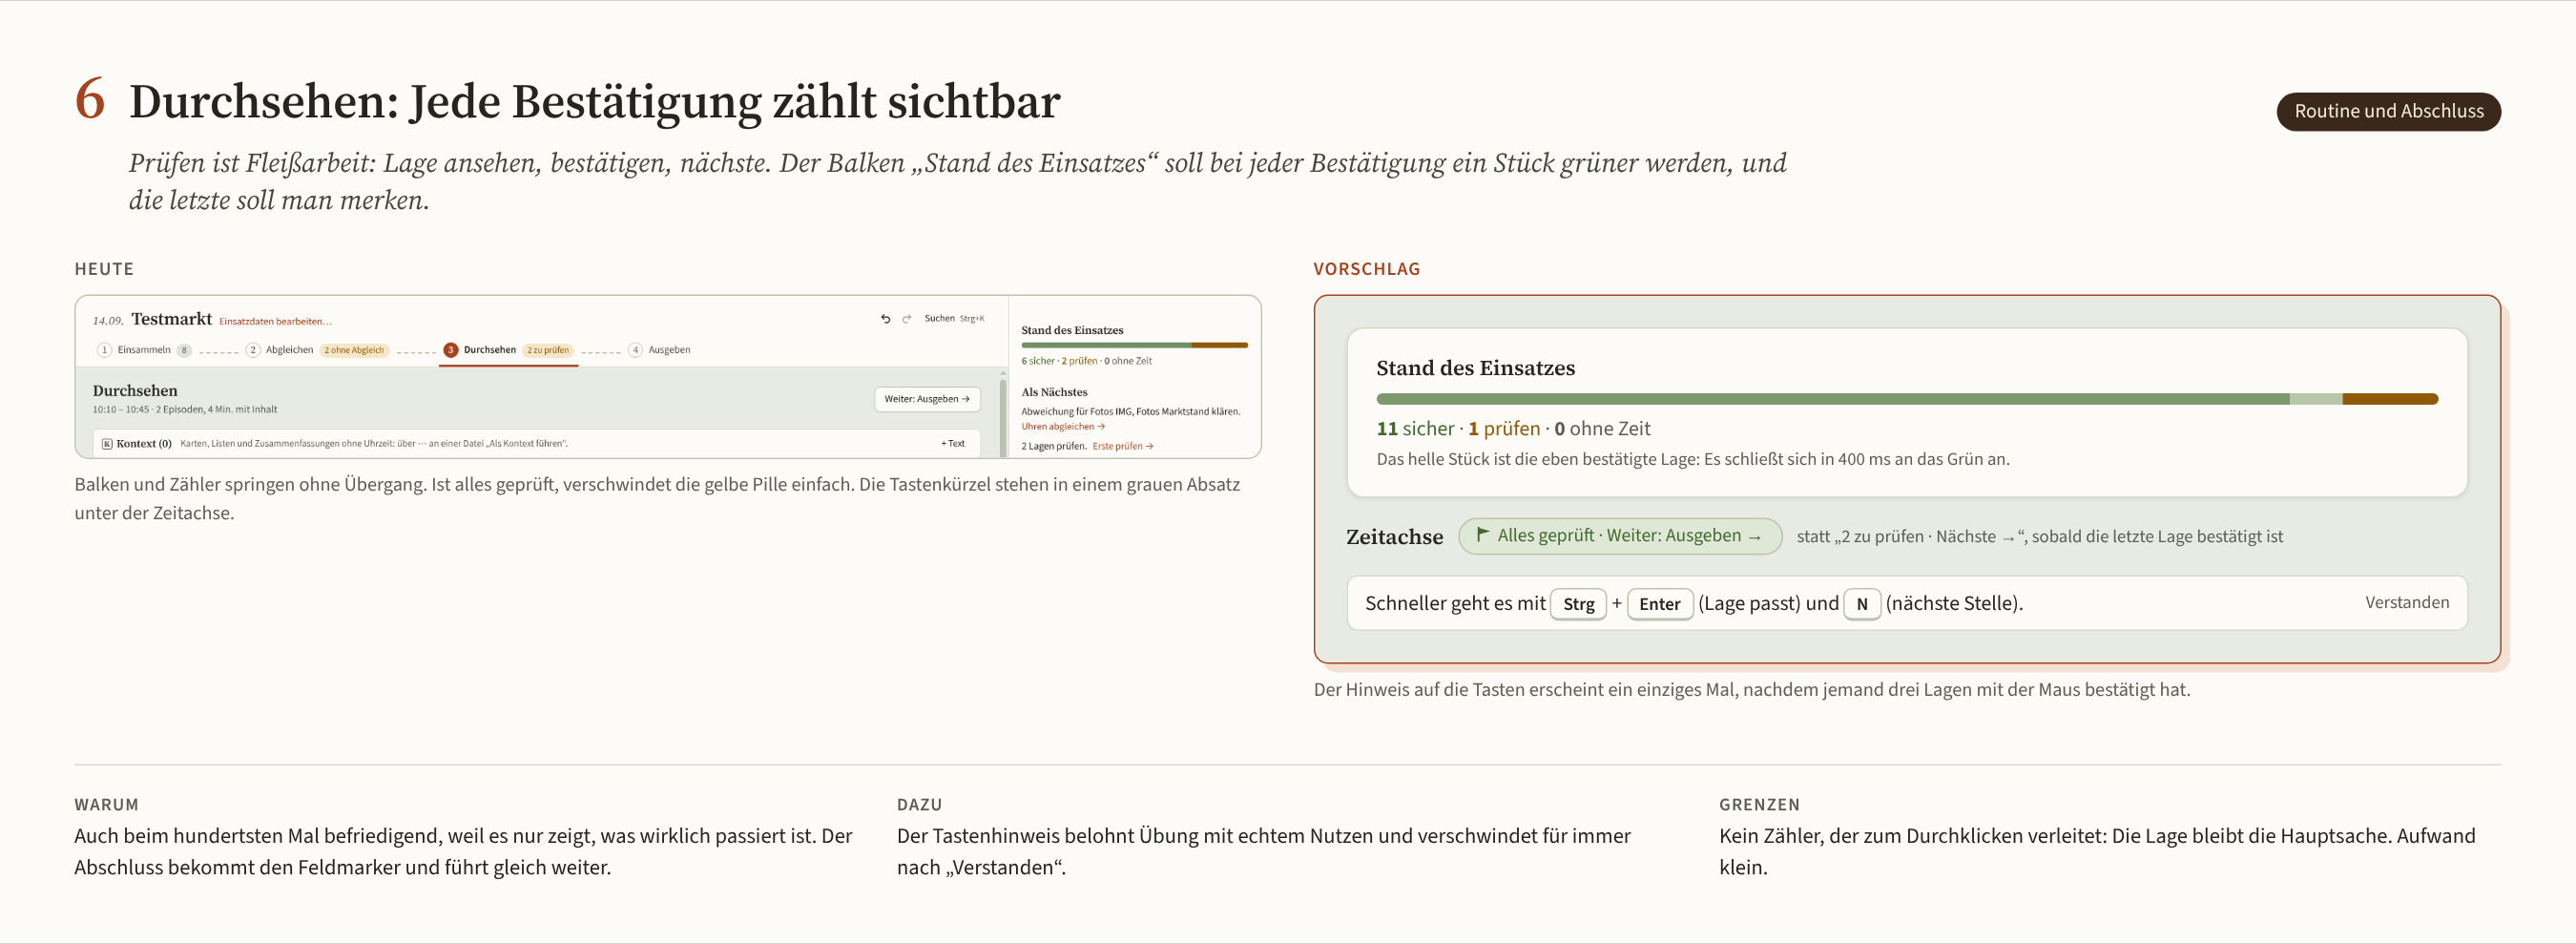 6 Durchsehen: Jede Bestätigung zählt sichtbar
Routine und Abschluss
Prüfen ist Fleißarbeit: Lage ansehen, bestätigen, nächste. Der Balken „Stand des Einsatzes“ soll bei jeder Bestätigung ein Stück grüner werden, und
die letzte soll man merken.
HEUTE
14.09. Testmarkt Einsatzdaten bearbeiten…
Suchen Strg+K
1 Einsammeln 8 2 Abgleichen 2 ohne Abgleich 3 Durchsehen 2 zu prüfen 4 Ausgeben
Durchsehen
10:10 – 10:45 · 2 Episoden, 4 Min. mit Inhalt
Weiter: Ausgeben →
K Kontext (0) Karten, Listen und Zusammenfassungen ohne Uhrzeit: über ··· an einer Datei „Als Kontext führen“.
+ Text
Stand des Einsatzes
6 sicher · 2 prüfen · 0 ohne Zeit
Als Nächstes
Abweichung für Fotos IMG, Fotos Marktstand klären.
Uhren abgleichen →
2 Lagen prüfen. Erste prüfen →
Balken und Zähler springen ohne Übergang. Ist alles geprüft, verschwindet die gelbe Pille einfach. Die Tastenkürzel stehen in einem grauen Absatz
unter der Zeitachse.
VORSCHLAG
Stand des Einsatzes
11 sicher · 1 prüfen · 0 ohne Zeit
Das helle Stück ist die eben bestätigte Lage: Es schließt sich in 400 ms an das Grün an.
Zeitachse Alles geprüft · Weiter: Ausgeben → statt „2 zu prüfen · Nächste →“, sobald die letzte Lage bestätigt ist
Schneller geht es mit Strg + Enter (Lage passt) und N (nächste Stelle).
Verstanden
Der Hinweis auf die Tasten erscheint ein einziges Mal, nachdem jemand drei Lagen mit der Maus bestätigt hat.
WARUM
Auch beim hundertsten Mal befriedigend, weil es nur zeigt, was wirklich passiert ist. Der
Abschluss bekommt den Feldmarker und führt gleich weiter.
DAZU
Der Tastenhinweis belohnt Übung mit echtem Nutzen und verschwindet für immer
nach „Verstanden“.
GRENZEN
Kein Zähler, der zum Durchklicken verleitet: Die Lage bleibt die Hauptsache. Aufwand
klein.